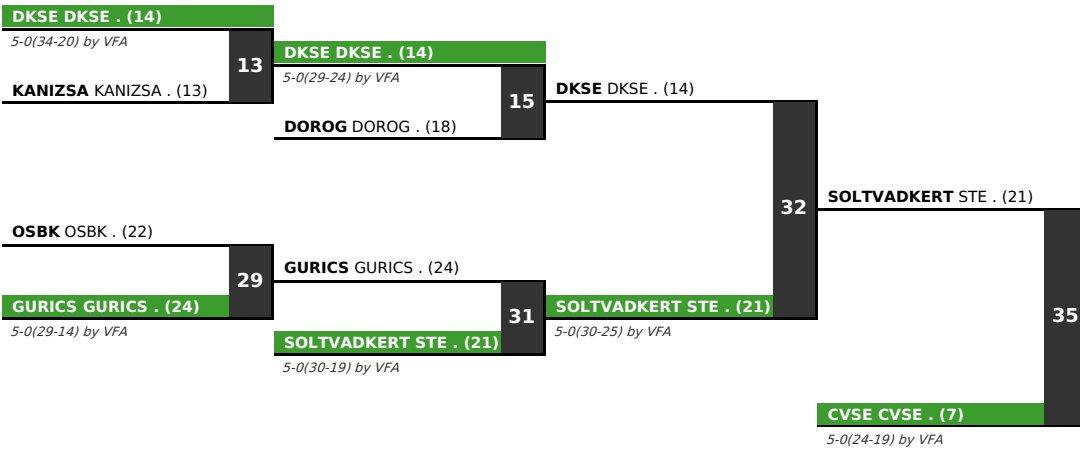 DKSE DKSE . (14)
5-0(34-20) by VFA
13
KANIZSA KANIZSA . (13)
DKSE DKSE . (14)
5-0(29-24) by VFA
15
DOROG DOROG . (18)
DKSE DKSE . (14)
32
OSBK OSBK . (22)
29
GURICS GURICS . (24)
5-0(29-14) by VFA
GURICS GURICS . (24)
31
SOLTVADKERT STE . (21)
5-0(30-19) by VFA
SOLTVADKERT STE . (21)
5-0(30-25) by VFA
SOLTVADKERT STE . (21)
35
CVSE CVSE . (7)
5-0(24-19) by VFA